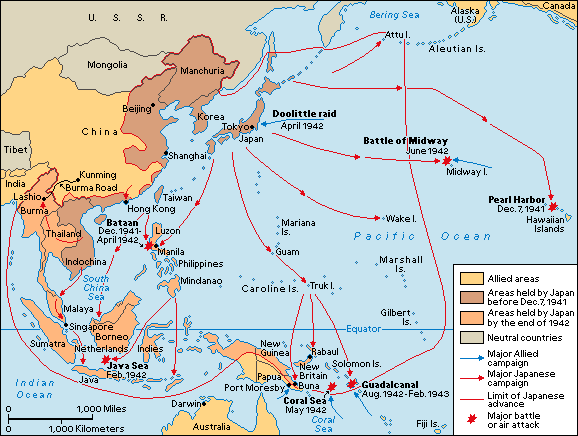 Bering Sea
Alaska
(U.S.)
Canada
U. S. S. R.
Attu I.
Aleutian Is.
Mongolia
Manchuria
Beijing
Korea
Tokyo
Japan
Doolittle raid
April 1942
Battle of Midway
June 1942
Midway I.
China
Tibet
Shanghai
Kunming
Burma Road
India
Lashio
Burma
Hong Kong
Taiwan
Pearl Harbor
Dec. 7, 1941
Hawaiian
Islands
Bataan
Dec. 1941-
April 1942
Luzon
Manila
Philippines
Mindanao
Mariana
Is.
Wake I.
Pacific Ocean
Thailand
Indochina
Guam
Marshall
Is.
South
China
Sea
Caroline Is.
Truk I.
Gilbert
Is.
Malaya
Singapore
Borneo
Equator
Sumatra
Netherlands Indies
Java Sea
Feb. 1942
Java
New
Guinea
Rabaul
Solomon Is.
New
Britain
Papua
Buna
Port Moresby
Guadalcanal
Aug. 1942-Feb. 1943
Coral Sea
May 1942
Coral
Sea
Indian
Ocean
Darwin
Australia
Fiji Is.
0 1,000 Miles
0 1,000 Kilometers
Allied areas
Areas held by Japan
before Dec.7,1941
Areas held by Japan
by the end of 1942
Neutral countries
Major Allied
campaign
Major Japanese
campaign
Limit of Japanese
advance
Major battle
or air attack